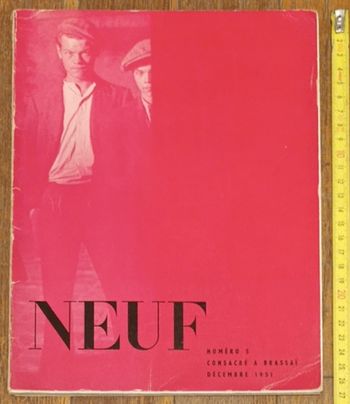 NEUF
NUMÉRO 5
CONSACRÉ A BRASSAÏ
DÉCEMBRE 1951